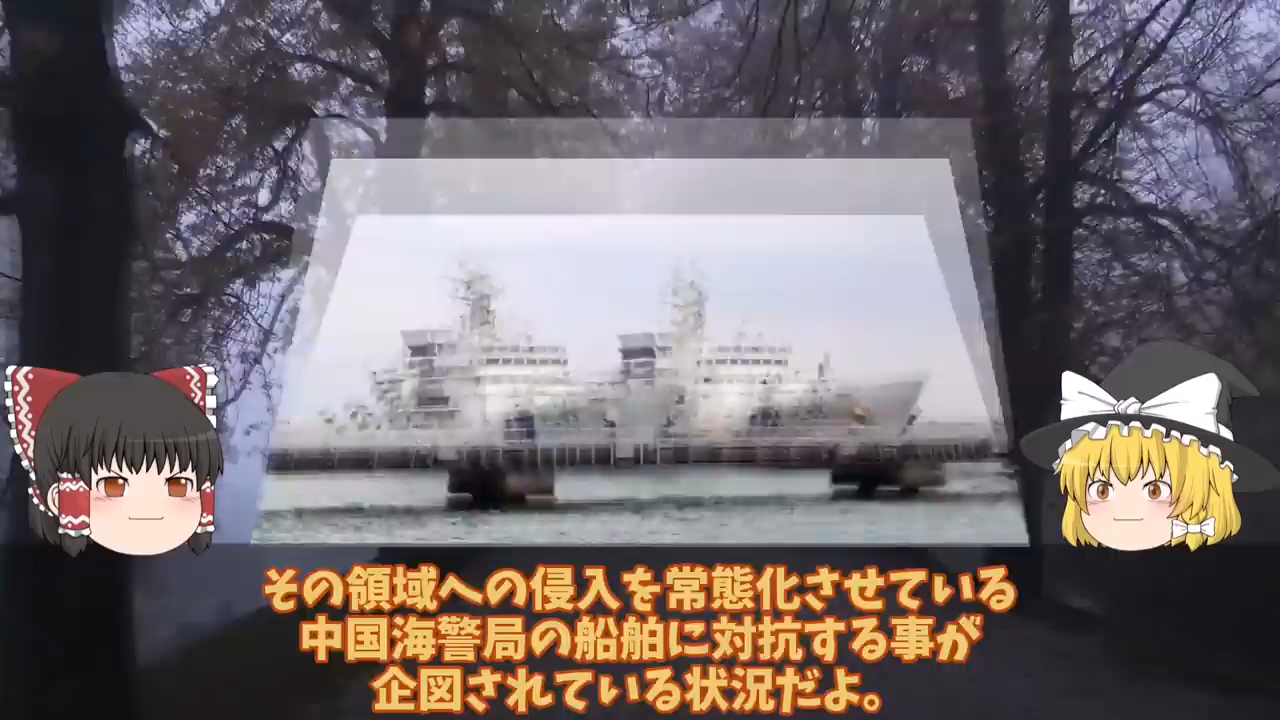 その領域への侵入を常態化させている
中国海警局の船舶に対抗する事が
企図されている状況だよ。